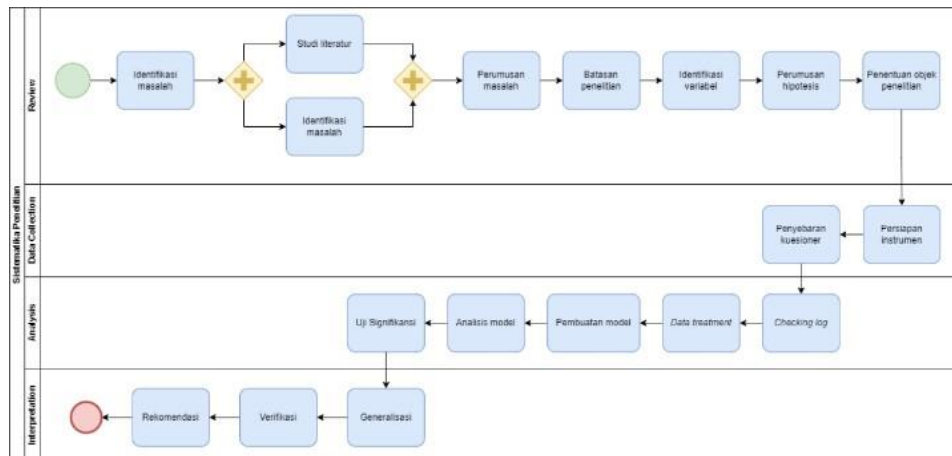 Sistematika Penelitian
Review
Identifikasi
masalah
Studi literatur
Identifikasi
masalah
Perumusan
masalah
Batasan
penelitian
Identifikasi
variabel
Perumusan
hipotesis
Penentuan objek
penelitian
Data Collection
Penyebaran
kuesioner
Persiapan
instrumen
Analysis
Uji Signifikansi
Analisis model
Pembuatan model
Data treatment
Checking log
Interpretation
Rekomendasi
Verifikasi
Generalisasi